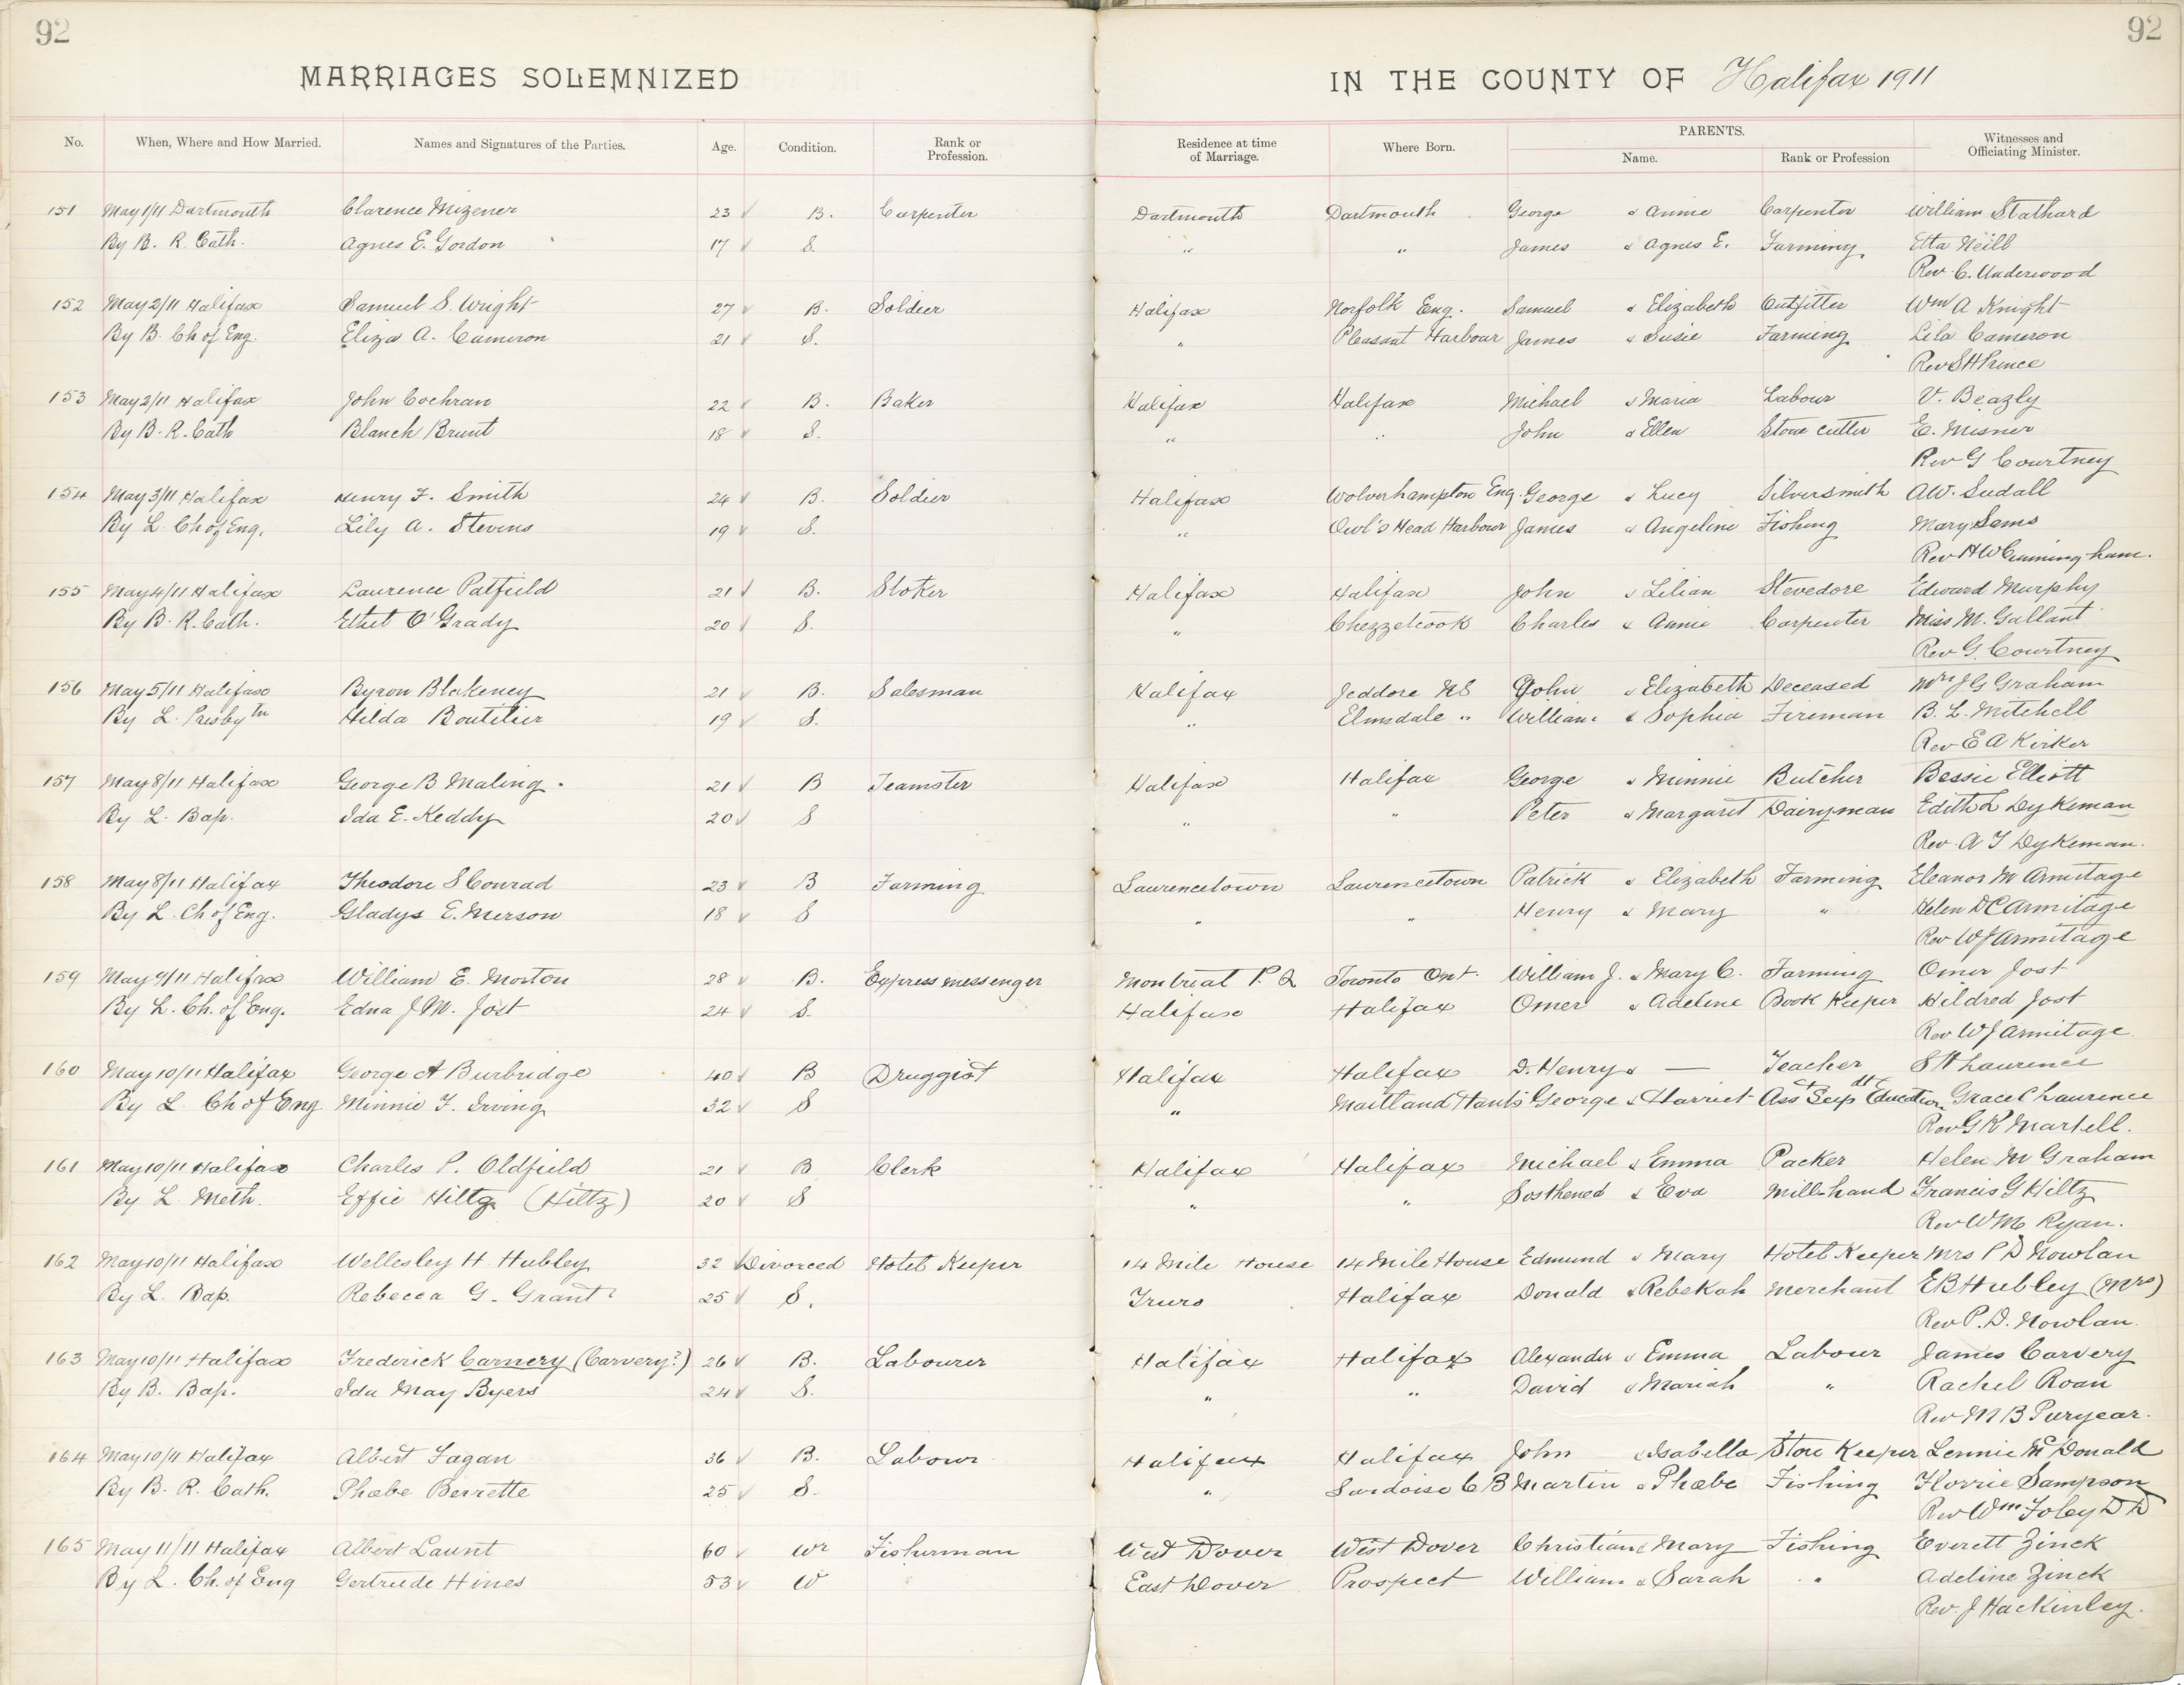 92
92
MARRIAGES SOLEMNIZED
IN THE COUNTY OF Halifax 1911
No. When, Where and How Married. Names and Signatures of the Parties. Age. Condition. Rank or Profession. Residence at time of Marriage. Where Born. PARENTS. Name. Rank or Profession Witnesses and Officiating Minister.
151 May 1/11 Dartmouth Clarence Mizener 23 B. Carpenter Dartmouth Dartmouth George & Annie Carpenter William Stathard
By B. R. Cath. Agnes E. Gordon 17 S. " " James & Agnes E. Farming Etta Neill
Rev C. Underwood
152 May 2/11 Halifax Samuel S. Wright 27 B. Soldier Halifax Norfolk Eng. Samuel & Elizabeth Outfitter Wm A Knight
By B. Ch of Eng. Eliza A. Cameron 21 S. " Pleasant Harbour James & Susie Farming Lila Cameron
Rev S H Prince
153 May 2/11 Halifax John Cochran 22 B. Baker Halifax Halifax Michael & Maria Labour V. Beazly
By B. R. Cath Blanch Brunt 18 S. " " John & Ellen Stone cutter E. Misner
Rev G Courtney
154 May 3/11 Halifax Henry F. Smith 24 B. Soldier Halifax Wolverhampton Eng. George & Lucy Silversmith A W. Sudall
By L. Ch of Eng. Lily A. Stevens 19 S. " Owl's Head Harbour James & Angeline Fishing Mary Sams
Rev H W Cunningham.
155 May 4/11 Halifax Laurence Patfield 21 B. Stoker Halifax Halifax John & Lilian Stevedore Edward Murphy
By B. R. Cath. Ethel O'Grady 20 S. " Chezzetcook Charles & Annie Carpenter Miss M. Gallant
Rev G. Courtney
156 May 5/11 Halifax Byron Blakeney 21 B. Salesman Halifax Jeddore NS John & Elizabeth Deceased Mrs J G Graham
By L. Presbytn Hilda Boutilier 19 S. " Elmsdale " William & Sophia Fireman B. L. Mitchell
Rev E A Kirker
157 May 8/11 Halifax George B Maling. 21 B Teamster Halifax Halifax George & Minnie Butcher Bessie Elliott
By L. Bap. Ida E. Keddy 20 S " " Peter & Margaret Dairyman Edith L Dykeman
Rev. A T Dykeman.
158 May 8/11 Halifax Theodore S Conrad 23 B Farming Laurencetown Laurencetown Patrick & Elizabeth Farming Eleanor M Armitage
By L. Ch of Eng. Gladys E. Merson 18 S " " Henry & Mary " Helen D C Armitage
Rev W J Armitage
159 May 9/11 Halifax William E. Morton 28 B. Express messenger Montreal P. Q Toronto Ont. William J. & Mary C. Farming Omer Jost
By L. Ch. of Eng. Edna J. M. Jost 24 S. Halifax Halifax Omer & Adeline Book Keeper Hildred Jost
Rev W J Armitage
160 May 10/11 Halifax George A Burbridge 40 B Druggist Halifax Halifax D. Henry & — Teacher S H Laurence
By L. Ch of Eng Minnie F. Irving 32 S " Maitland Hants George & Harriet Asst Supdt Education Grace C Laurence
Rev G R Martell.
161 May 10/11 Halifax Charles P. Oldfield 21 B Clerk Halifax Halifax Michael & Emma Packer Helen M Graham
By L Meth. Effie Hiltz (Hiltz) 20 S " " Sosthened & Eva Mill-hand Francis G Hiltz
Rev W M Ryan.
162 May 10/11 Halifax Wellesley H. Hubley 32 Divorced Hotel Keeper 14 Mile House 14 Mile House Edmund & Mary Hotel Keeper Mrs P D Nowlan
By L. Bap. Rebecca G. Grant 25 S. Truro Halifax Donald & Rebekah Merchant E B Hubley (Mrs)
Rev P. D. Nowlan
163 May 10/11 Halifax Frederick Carnery (Carvery?) 26 B. Labourer Halifax Halifax Alexander & Emma Labour James Carvery
By B. Bap. Ida May Byers 24 S. " " David & Mariah " Rachel Roan
Rev M B Puryear.
164 May 10/11 Halifax Albert Fagan 36 B. Labour Halifax Halifax John & Isabella Store Keeper Lennie McDonald
By B. R. Cath. Phœbe Berrette 25 S. " Lardoise C B Martin & Phœbe Fishing Florrie Sampson
Rev Wm Foley D D
165 May 11/11 Halifax Albert Launt 60 Wr Fisherman West Dover West Dover Christian & Mary Fishing Everett Zinck
By L. Ch. of Eng Gertrude Hines 53 W East Dover Prospect William & Sarah " Adeline Zinck
Rev. J Hackinley.